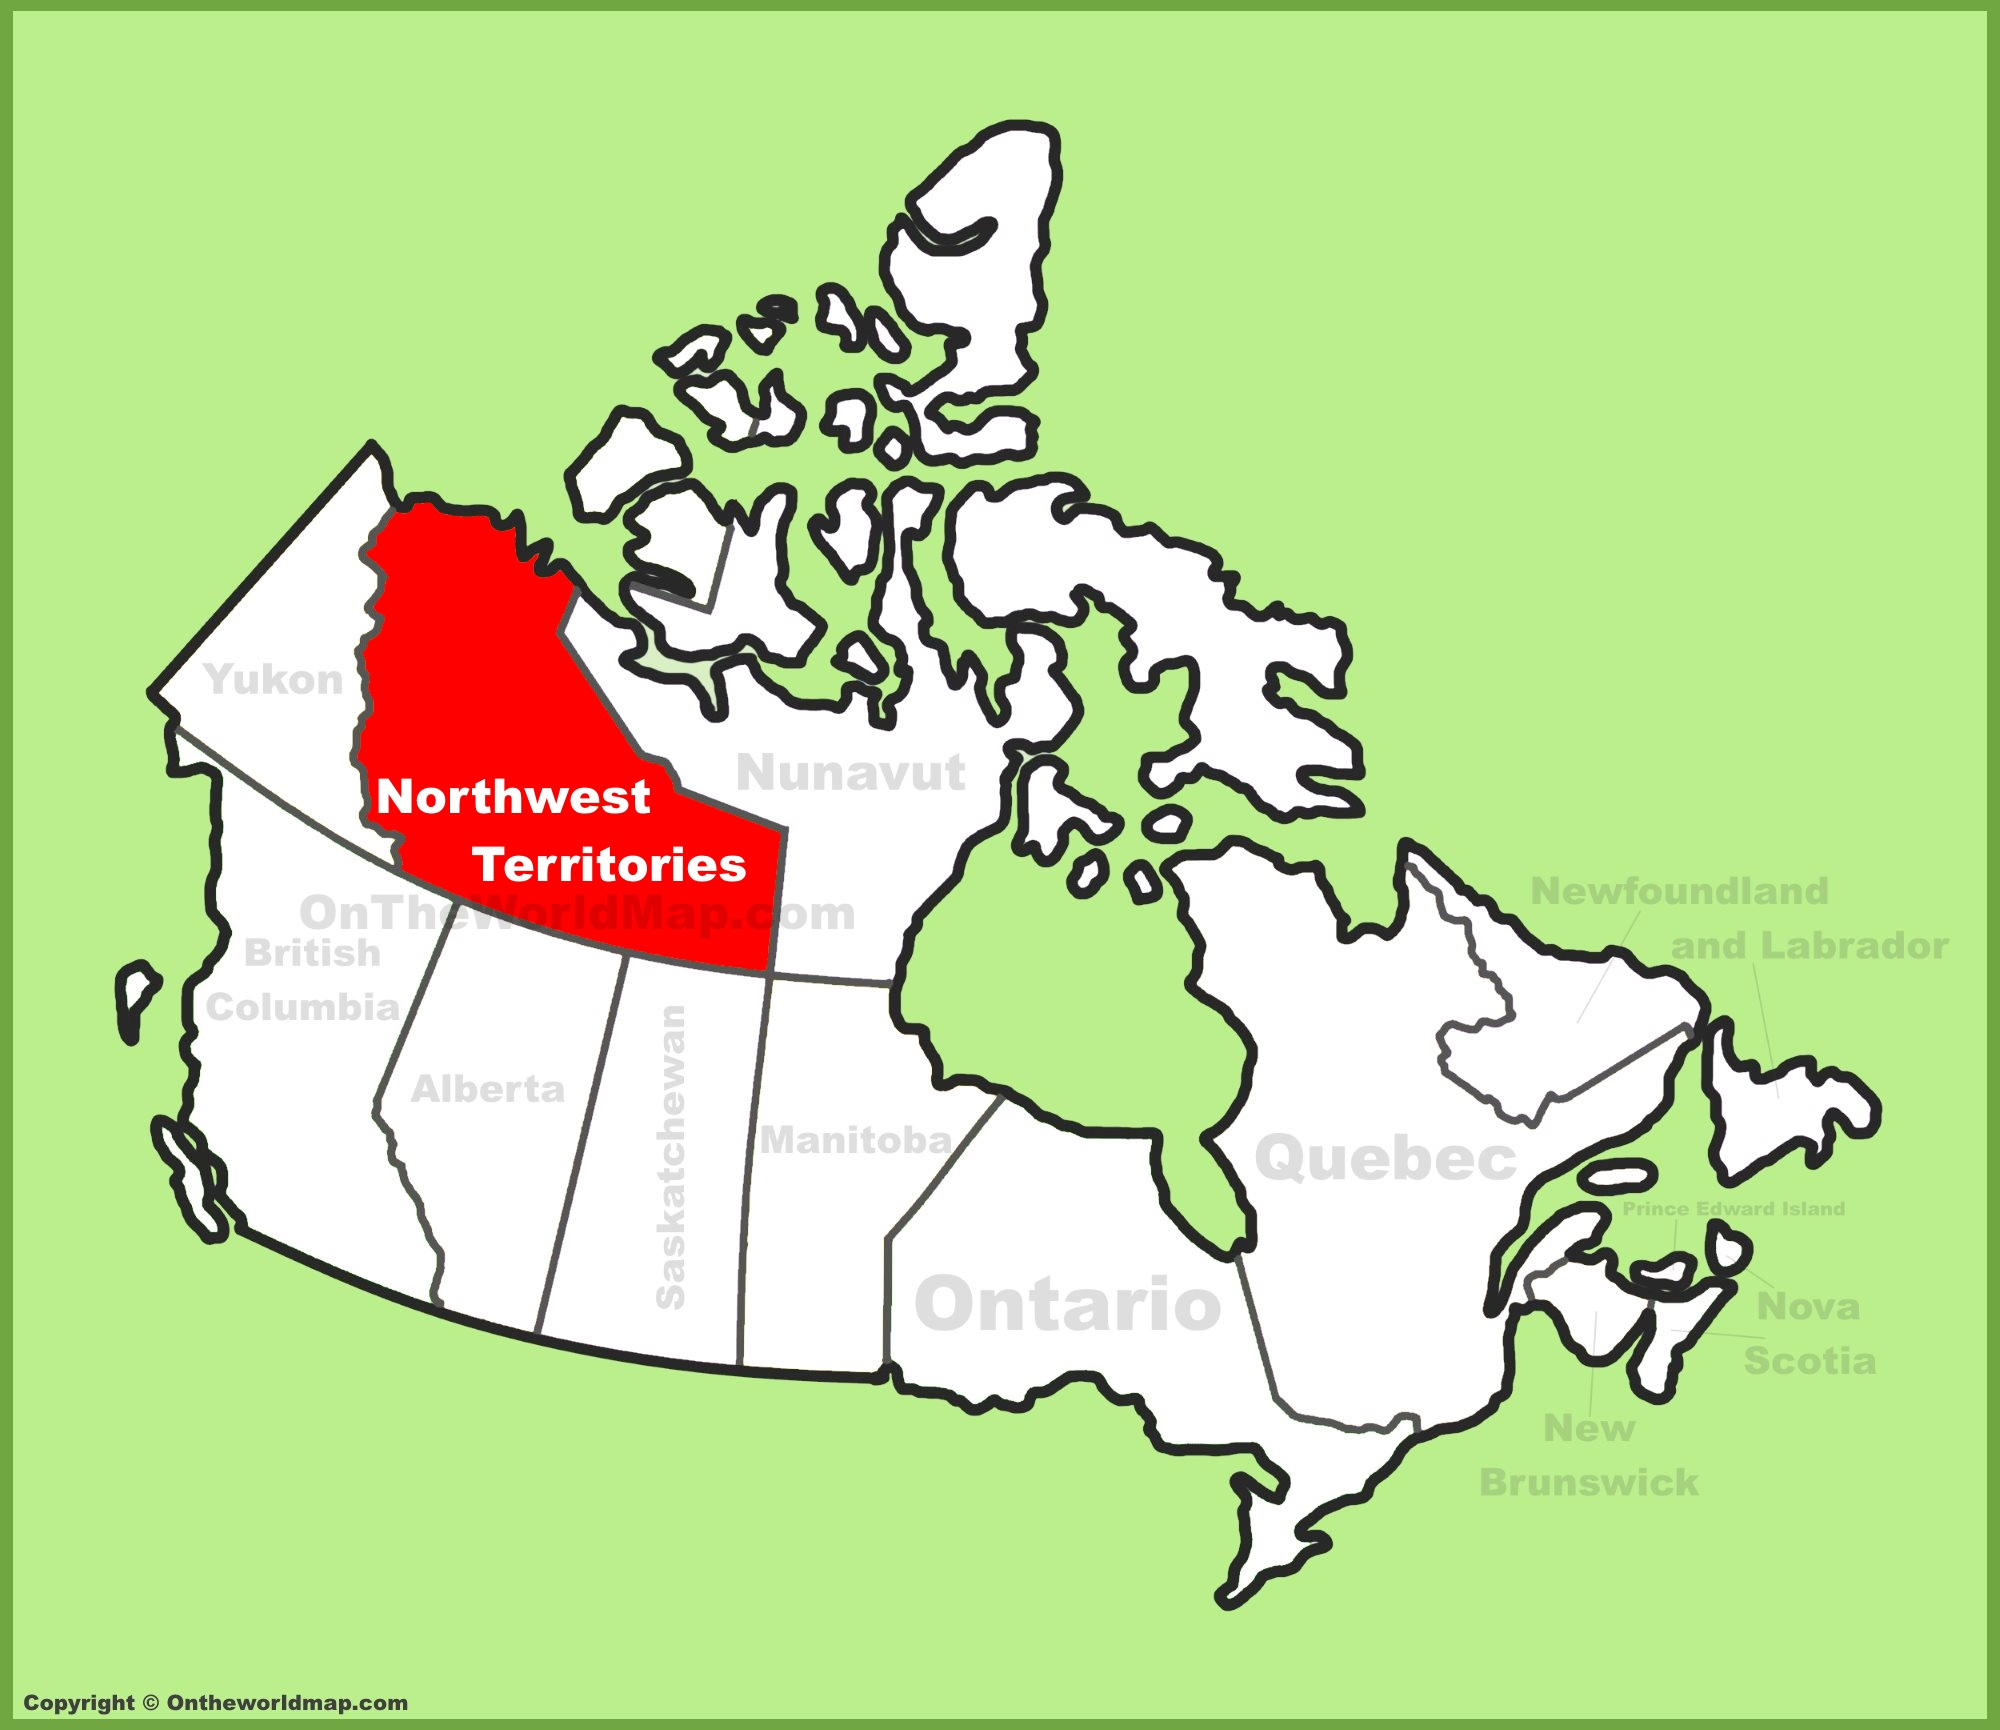 Yukon
Nunavut
Northwest
Territories
OnTheWorldMap.com
British
Columbia
Alberta
Saskatchewan
Manitoba
Ontario
Quebec
Newfoundland
and Labrador
Prince Edward Island
Nova
Scotia
New
Brunswick
Copyright © Ontheworldmap.com